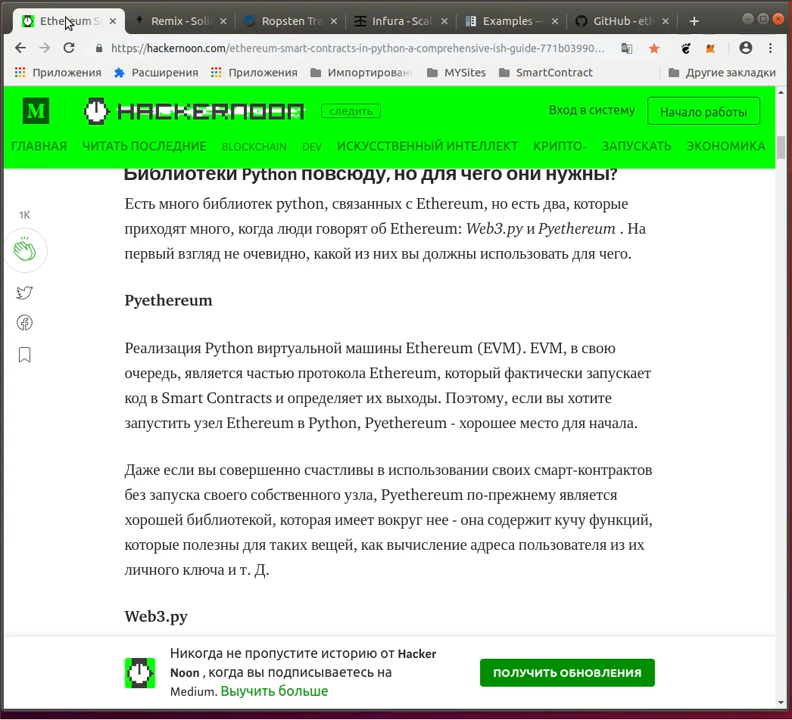 Ethereum S
Remix - Soli
Ropsten Tra
Infura - Scal
Examples —
GitHub - eth
https://hackernoon.com/ethereum-smart-contracts-in-python-a-comprehensive-ish-guide-771b03990...
Приложения
Расширения
Приложения
Импортирован
MYSites
SmartContract
Другие закладки
M
HACKERNOON
следить
Вход в систему
Начало работы
ГЛАВНАЯ ЧИТАТЬ ПОСЛЕДНИЕ BLOCKCHAIN DEV ИСКУССТВЕННЫЙ ИНТЕЛЛЕКТ КРИПТО- ЗАПУСКАТЬ ЭКОНОМИКА
Библиотеки Python повсюду, но для чего они нужны?
Есть много библиотек python, связанных с Ethereum, но есть два, которые
приходят много, когда люди говорят об Ethereum: Web3.py и Pyethereum . На
первый взгляд не очевидно, какой из них вы должны использовать для чего.
1K
Pyethereum
Реализация Python виртуальной машины Ethereum (EVM). EVM, в свою
очередь, является частью протокола Ethereum, который фактически запускает
код в Smart Contracts и определяет их выходы. Поэтому, если вы хотите
запустить узел Ethereum в Python, Pyethereum - хорошее место для начала.
Даже если вы совершенно счастливы в использовании своих смарт-контрактов
без запуска своего собственного узла, Pyethereum по-прежнему является
хорошей библиотекой, которая имеет вокруг нее - она содержит кучу функций,
которые полезны для таких вещей, как вычисление адреса пользователя из их
личного ключа и т. Д.
Web3.py
Никогда не пропустите историю от Hacker
Noon , когда вы подписываетесь на
Medium. Выучить больше
ПОЛУЧИТЬ ОБНОВЛЕНИЯ